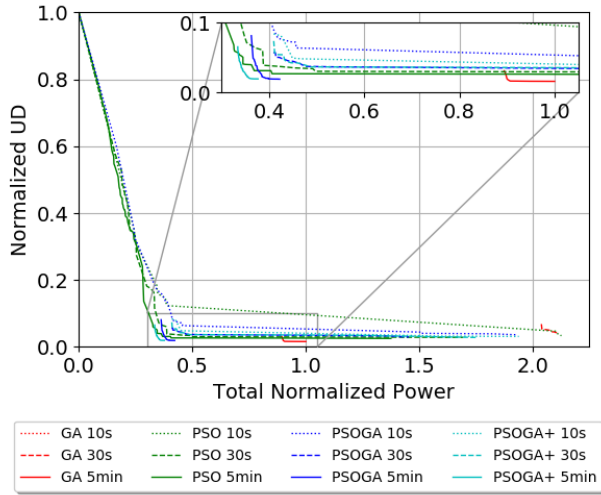 1.0
0.8
0.6
0.4
0.2
0.0
Normalized UD
0.1
0.0
0.4 0.6 0.8 1.0
0.0 0.5 1.0 1.5 2.0
Total Normalized Power
GA 10s PSO 10s PSOGA 10s PSOGA+ 10s
GA 30s PSO 30s PSOGA 30s PSOGA+ 30s
GA 5min PSO 5min PSOGA 5min PSOGA+ 5min